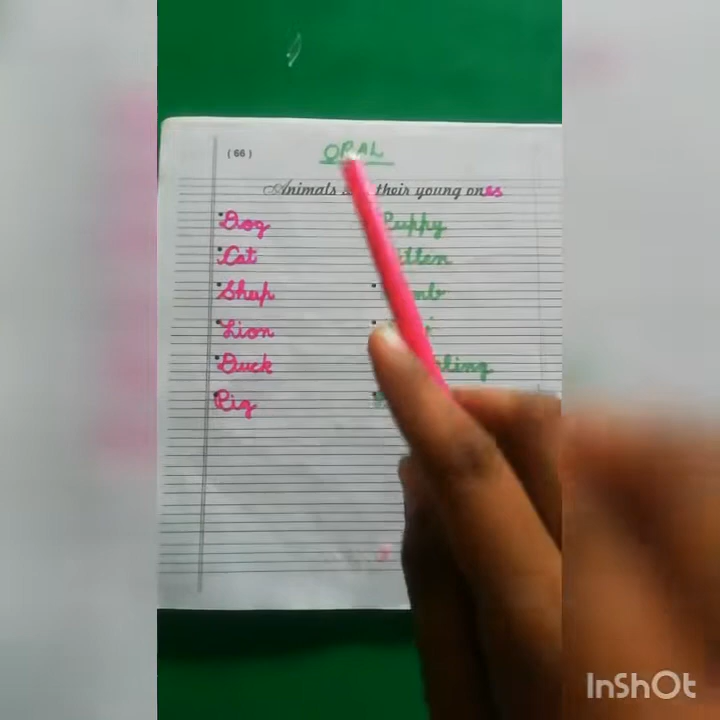 ( 66 )
ORAL
Animals their young ones
Dog Puppy
Cat
Sheep
Lion
Duck
Pig
InShOt